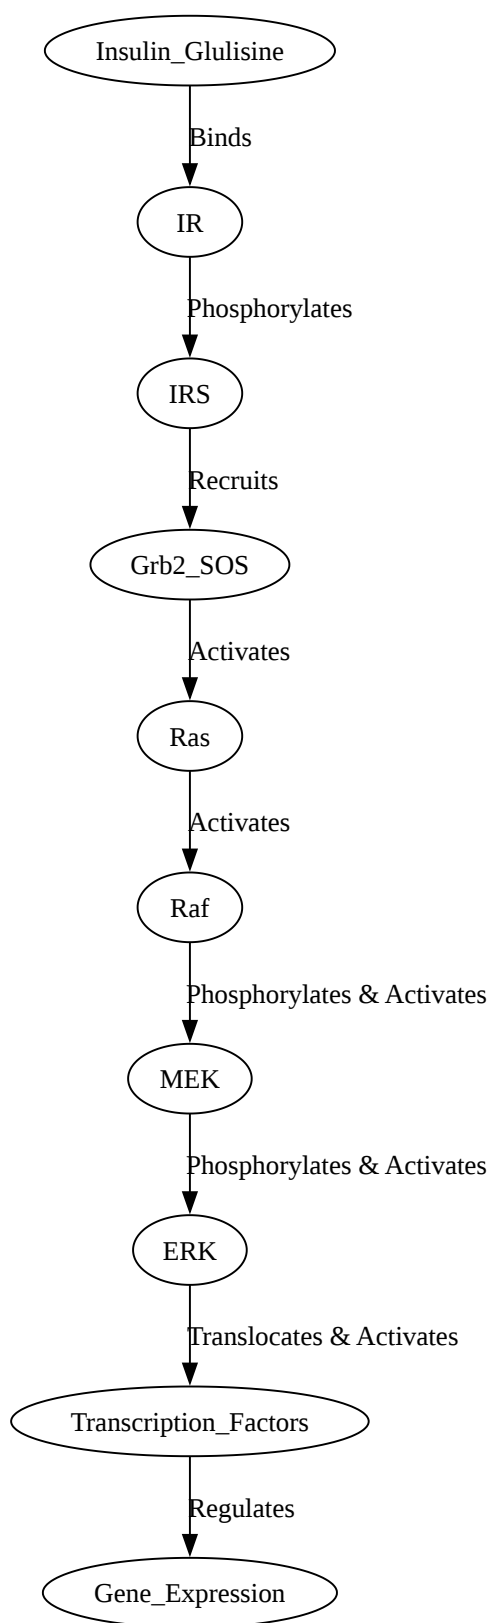 Insulin_Glulisine
Binds
IR
Phosphorylates
IRS
Recruits
Grb2_SOS
Activates
Ras
Activates
Raf
Phosphorylates & Activates
MEK
Phosphorylates & Activates
ERK
Translocates & Activates
Transcription_Factors
Regulates
Gene_Expression